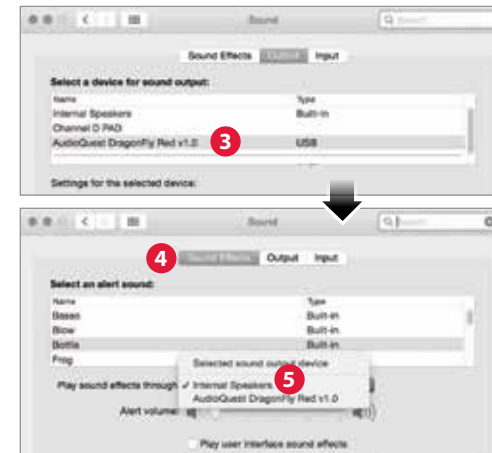 Sound
Sound Effects Output Input
Select a device for sound output:
Name Type
Internal Speakers Built-in
Channel D PAD
AudioQuest DragonFly Red v1.0 3 USB
Settings for the selected device:
Sound
4 Sound Effects Output Input
Select an alert sound:
Name Type
Basso Built-in
Blow Built-in
Bottle Built-in
Frog
Selected sound output device
Play sound effects through ✓ Internal Speakers 5
AudioQuest DragonFly Red v1.0
Alert volume:
Play user interface sound effects